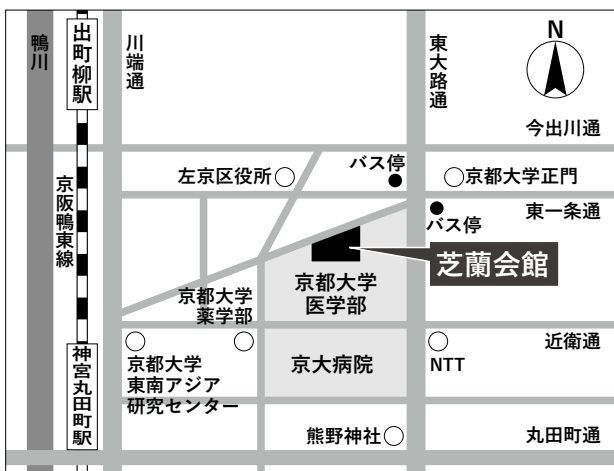 鴨川
出町柳駅
川端通
東大路通
N
今出川通
左京区役所
バス停
京都大学正門
京阪鴨東線
東一条通
バス停
芝蘭会館
京都大学
医学部
京都大学
薬学部
近衛通
神宮丸田町駅
京都大学
東南アジア
研究センター
京大病院
NTT
熊野神社
丸田町通